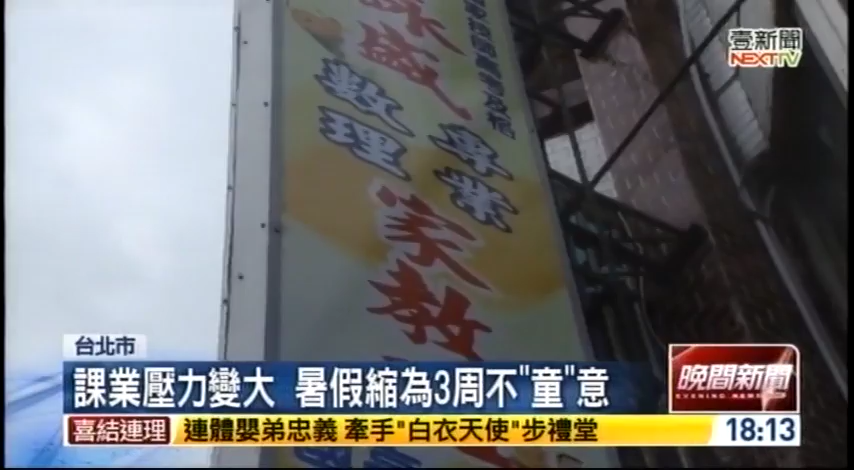 壹新聞
NEXTTV
數理
專業
家教
台北市
課業壓力變大 暑假縮為3周不"童"意
晚間新聞
EVENING NEWS
喜結連理
連體嬰弟忠義 牽手"白衣天使"步禮堂
18:13